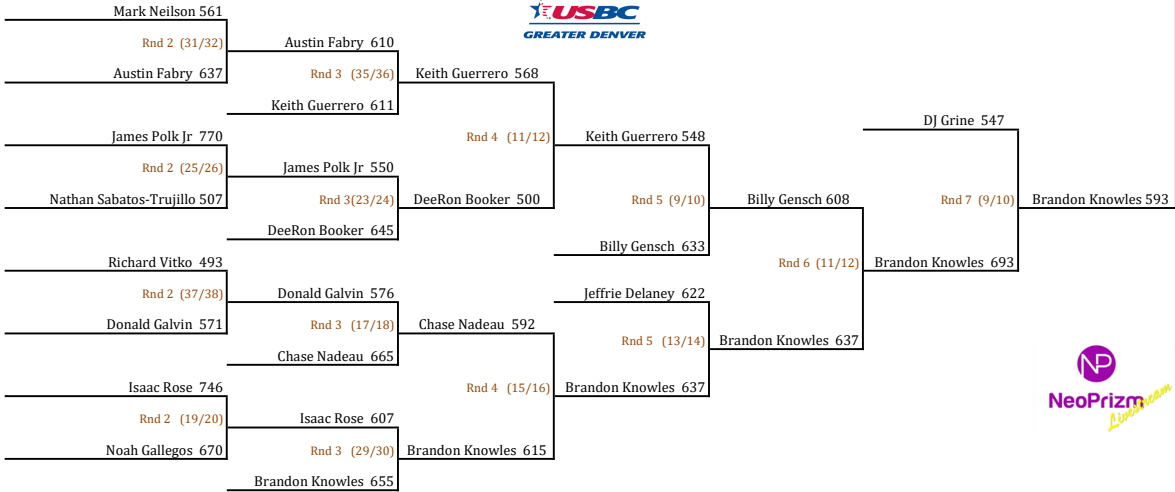 Mark Neilson 561
USBC
GREATER DENVER
Rnd 2 (31/32)
Austin Fabry 610
Austin Fabry 637
Rnd 3 (35/36)
Keith Guerrero 568
Keith Guerrero 611
DJ Grine 547
James Polk Jr 770
Rnd 4 (11/12)
Keith Guerrero 548
Rnd 2 (25/26)
James Polk Jr 550
Nathan Sabatos-Trujillo 507
Rnd 3(23/24)
DeeRon Booker 500
Rnd 5 (9/10)
Billy Gensch 608
Rnd 7 (9/10)
Brandon Knowles 593
DeeRon Booker 645
Billy Gensch 633
Richard Vitko 493
Rnd 6 (11/12)
Brandon Knowles 693
Rnd 2 (37/38)
Donald Galvin 576
Jeffrie Delaney 622
Donald Galvin 571
Rnd 3 (17/18)
Chase Nadeau 592
Rnd 5 (13/14)
Brandon Knowles 637
Chase Nadeau 665
Isaac Rose 746
Rnd 4 (15/16)
Brandon Knowles 637
NP
NeoPrizm
Livestream
Rnd 2 (19/20)
Isaac Rose 607
Noah Gallegos 670
Rnd 3 (29/30)
Brandon Knowles 615
Brandon Knowles 655